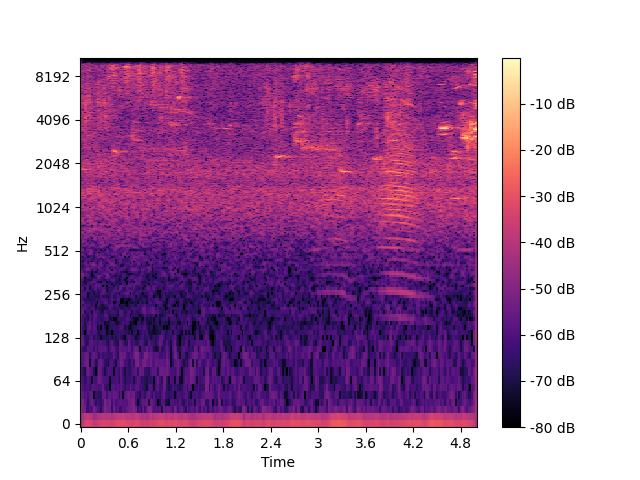 8192
4096
2048
1024
512
256
128
64
0
Hz
0 0.6 1.2 1.8 2.4 3 3.6 4.2 4.8
Time
-10 dB
-20 dB
-30 dB
-40 dB
-50 dB
-60 dB
-70 dB
-80 dB